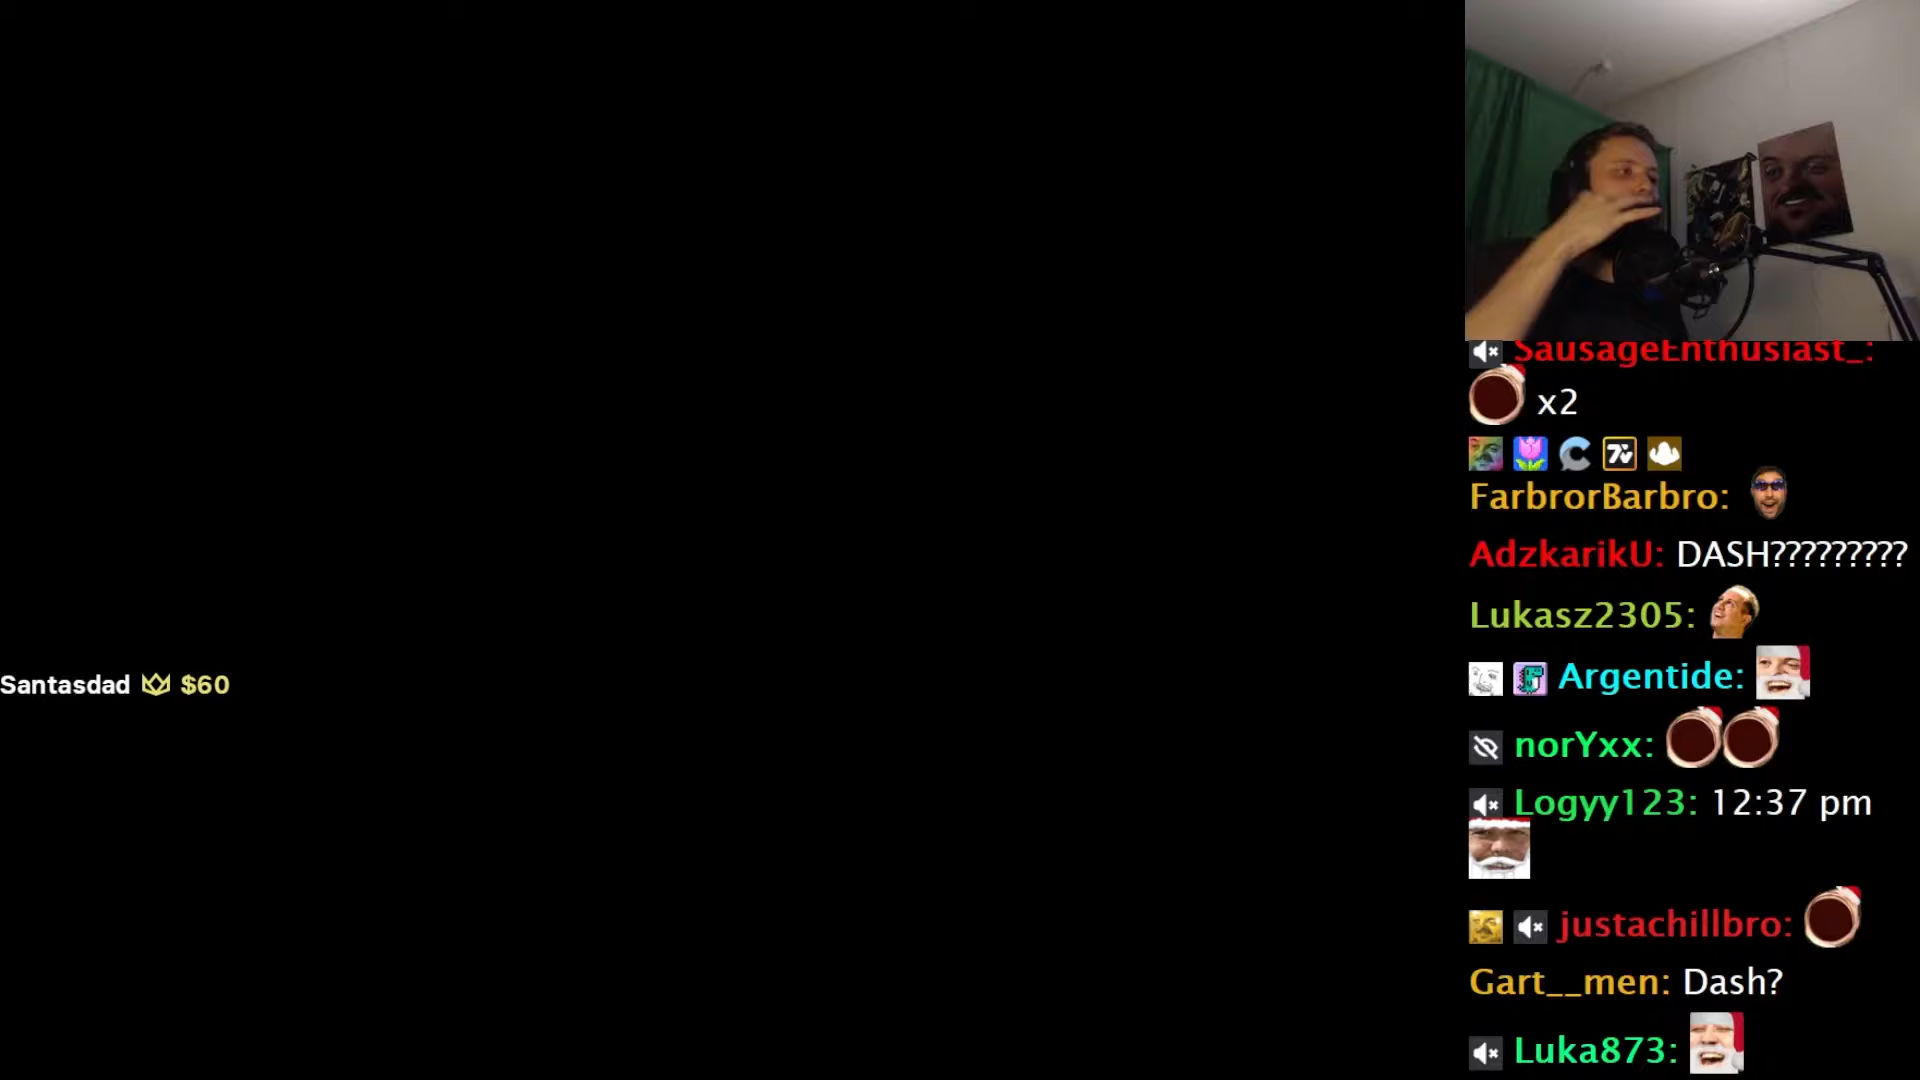 SausageEnthusiast_:
x2
FarbrorBarbro:
AdzkarikU: DASH?????????
Lukasz2305:
Santasdad $60
Argentide:
norYxx:
Logyy123: 12:37 pm
justachillbro:
Gart__men: Dash?
Luka873: